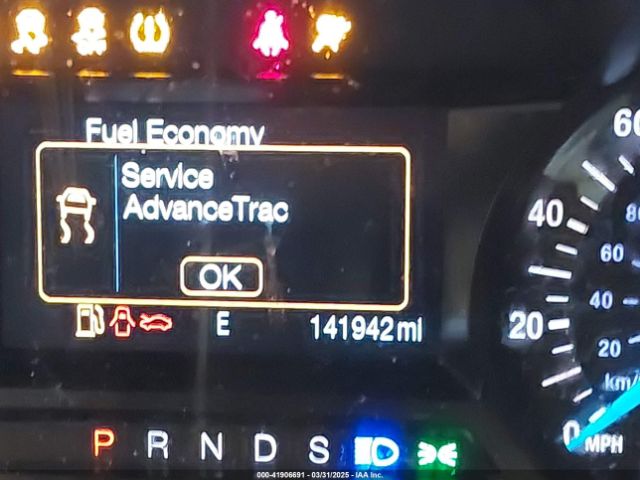 Fuel Economy
Service
AdvanceTrac
OK
E
141942mi
P R N D S
60
40
20
0
MPH
80
60
40
20
km/
000-41906691 - 03/31/2025 - IAA Inc.